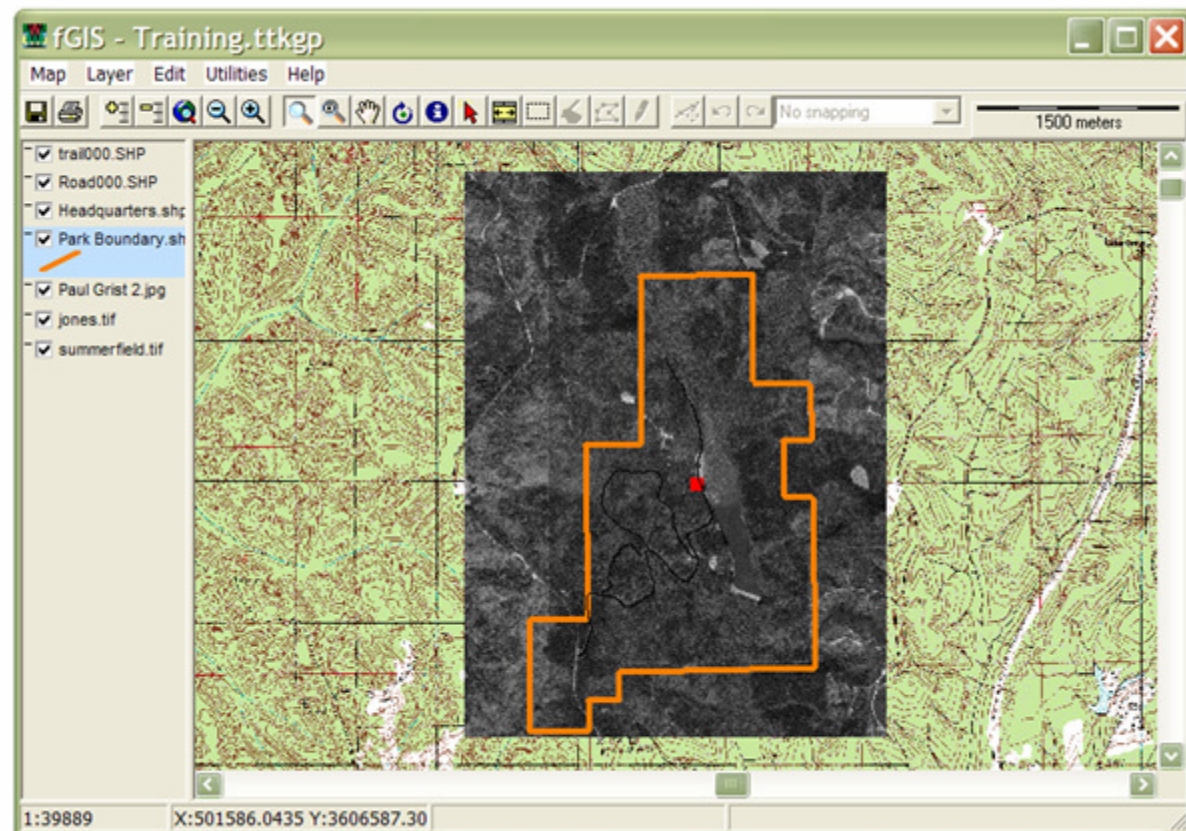 fGIS - Training.ttkgp
Map Layer Edit Utilities Help
No snapping
1500 meters
trail000.SHP
Road000.SHP
Headquarters.shp
Park Boundary.sh
Paul Grist 2.jpg
jones.tif
summerfield.tif
1:39889
X:501586.0435 Y:3606587.30